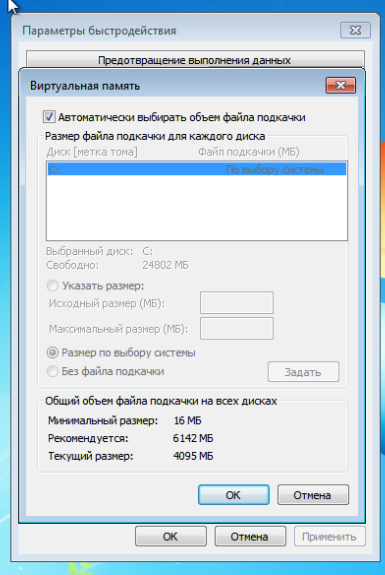 Параметры быстродействия
Предотвращение выполнения данных
Виртуальная память
Автоматически выбирать объем файла подкачки
Размер файла подкачки для каждого диска
Диск [метка тома] Файл подкачки (МБ)
C: По выбору системы
Выбранный диск: C:
Свободно: 24802 МБ
Указать размер:
Исходный размер (МБ):
Максимальный размер (МБ):
Размер по выбору системы
Без файла подкачки Задать
Общий объем файла подкачки на всех дисках
Минимальный размер: 16 МБ
Рекомендуется: 6142 МБ
Текущий размер: 4095 МБ
OK Отмена
OK Отмена Применить